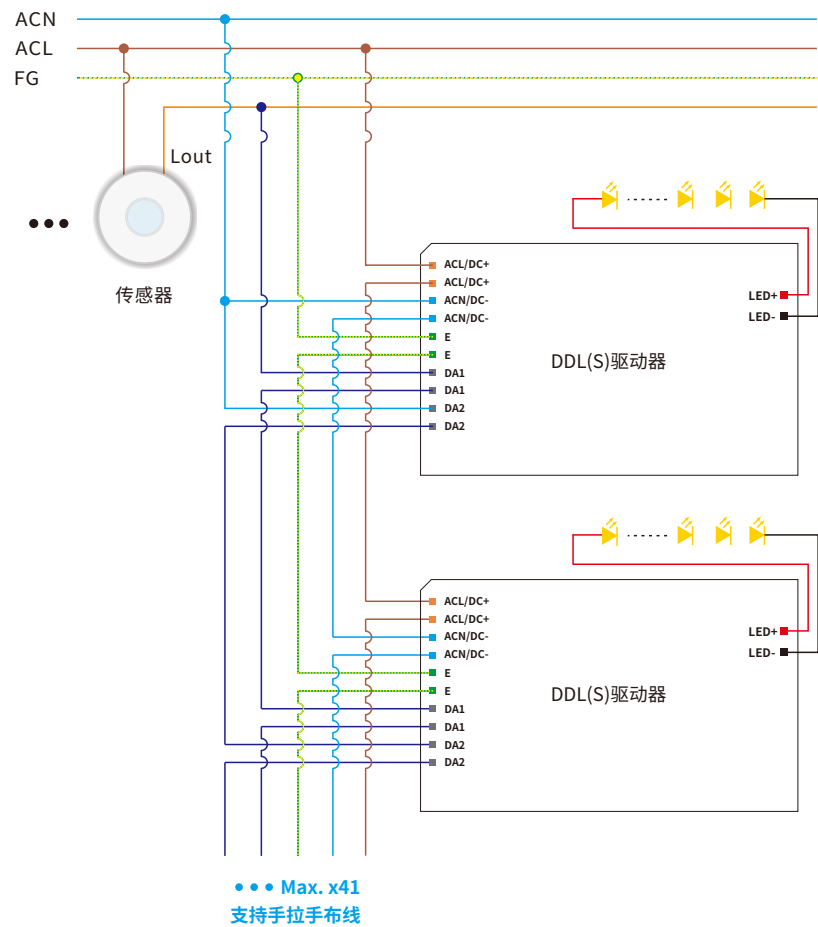 ACN
ACL
FG
Lout
传感器
ACL/DC+
ACL/DC+
ACN/DC-
ACN/DC-
E
E
DA1
DA1
DA2
DA2
DDL(S)驱动器
LED+
LED-
ACL/DC+
ACL/DC+
ACN/DC-
ACN/DC-
E
E
DA1
DA1
DA2
DA2
DDL(S)驱动器
LED+
LED-
••• Max. x41
支持手拉手布线